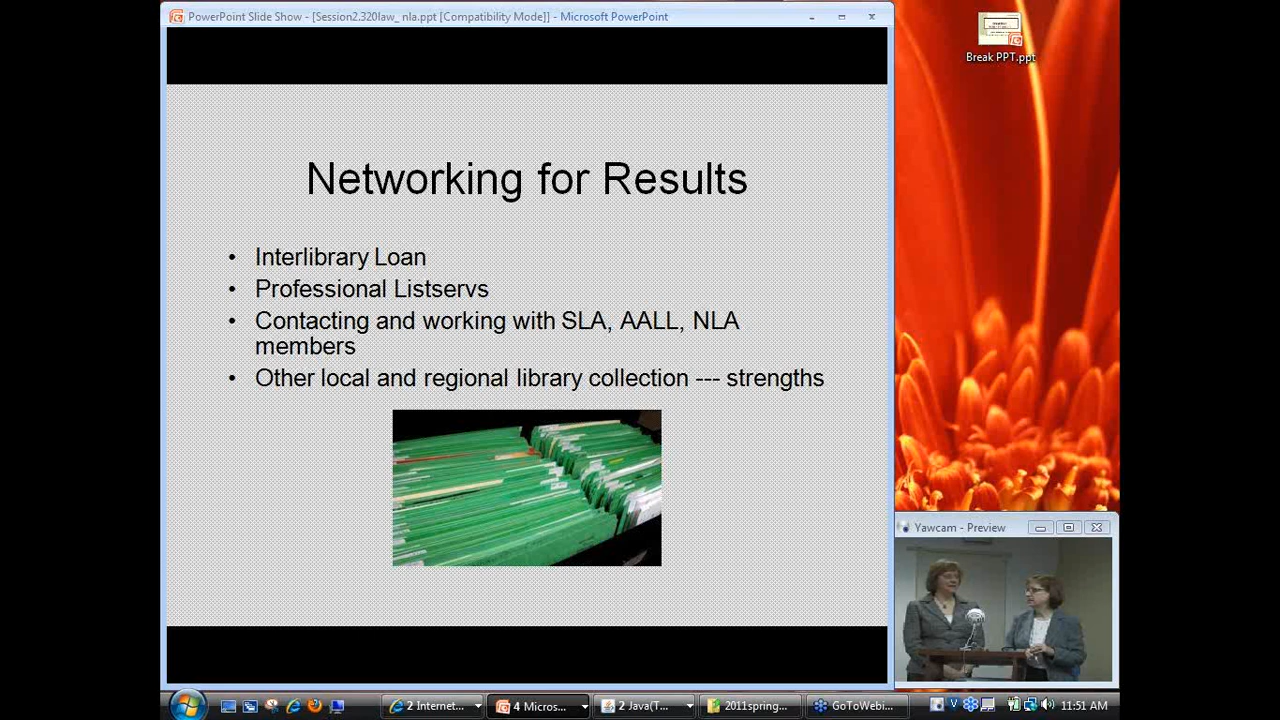 PowerPoint Slide Show - [Session2.320law_ nla.ppt [Compatibility Mode]] - Microsoft PowerPoint
Break PPT.ppt
Networking for Results
• Interlibrary Loan
• Professional Listservs
• Contacting and working with SLA, AALL, NLA
members
• Other local and regional library collection --- strengths
Yawcam - Preview
2 Internet...
4 Micros...
2 Java(T...
2011spring...
GoToWebi...
V
11:51 AM